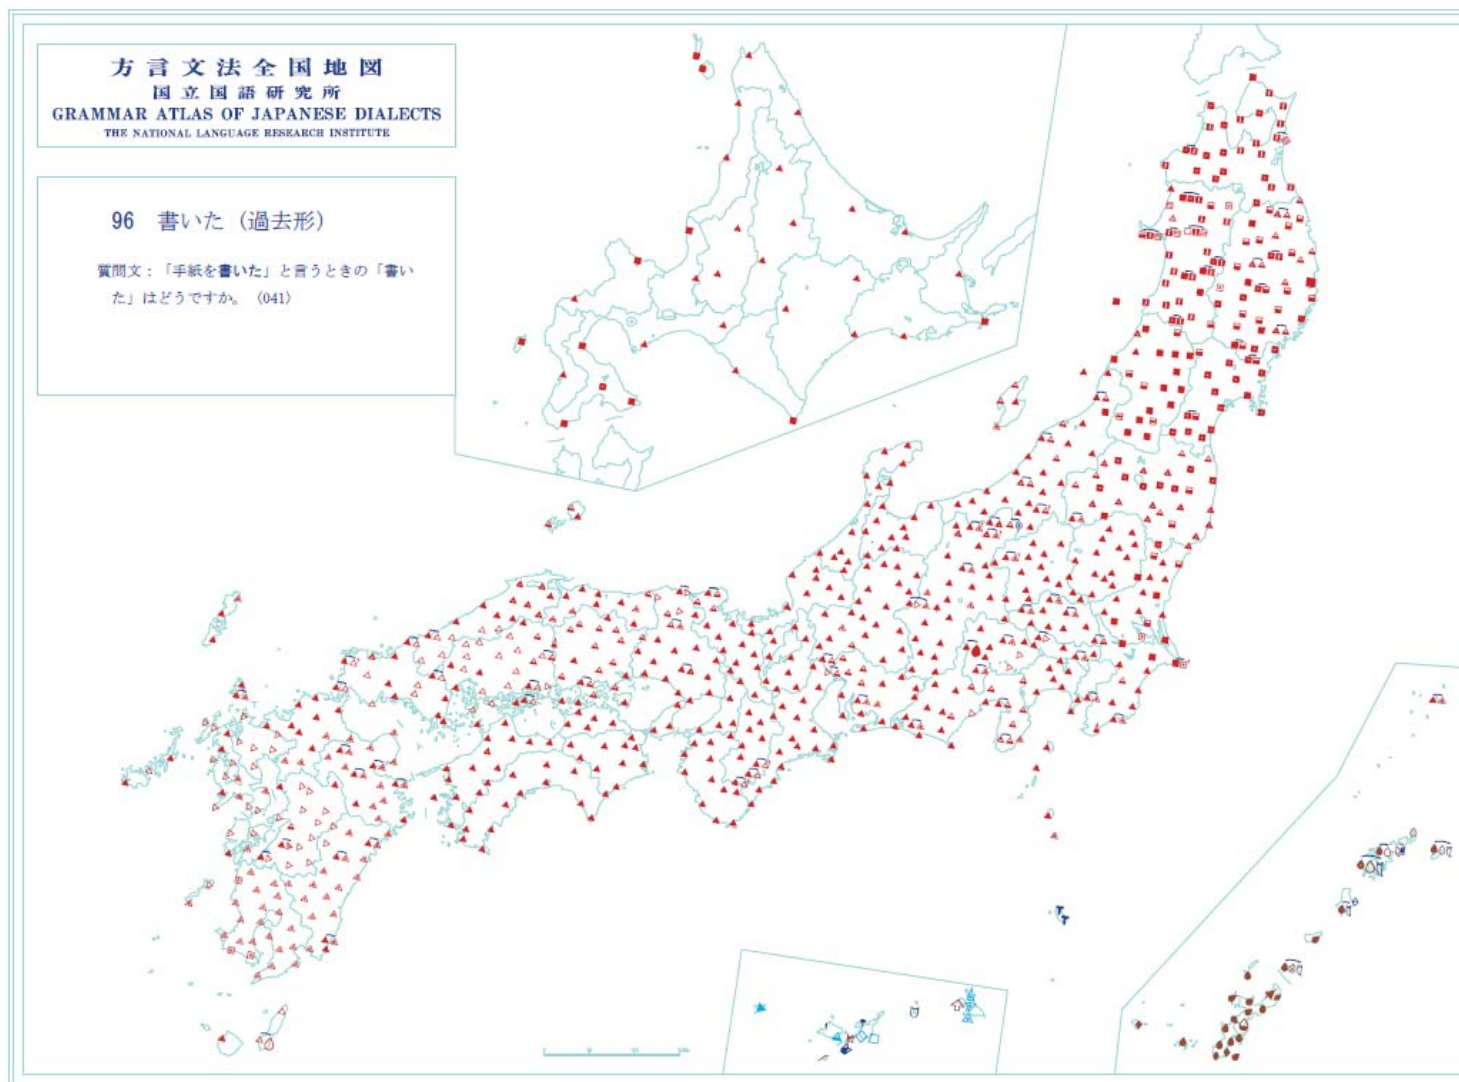 方言文法全国地図
国立国語研究所
GRAMMAR ATLAS OF JAPANESE DIALECTS
THE NATIONAL LANGUAGE RESEARCH INSTITUTE
96 書いた（過去形）
質問文：「手紙を書いた」と言うときの「書い
た」はどうですか。〈041〉